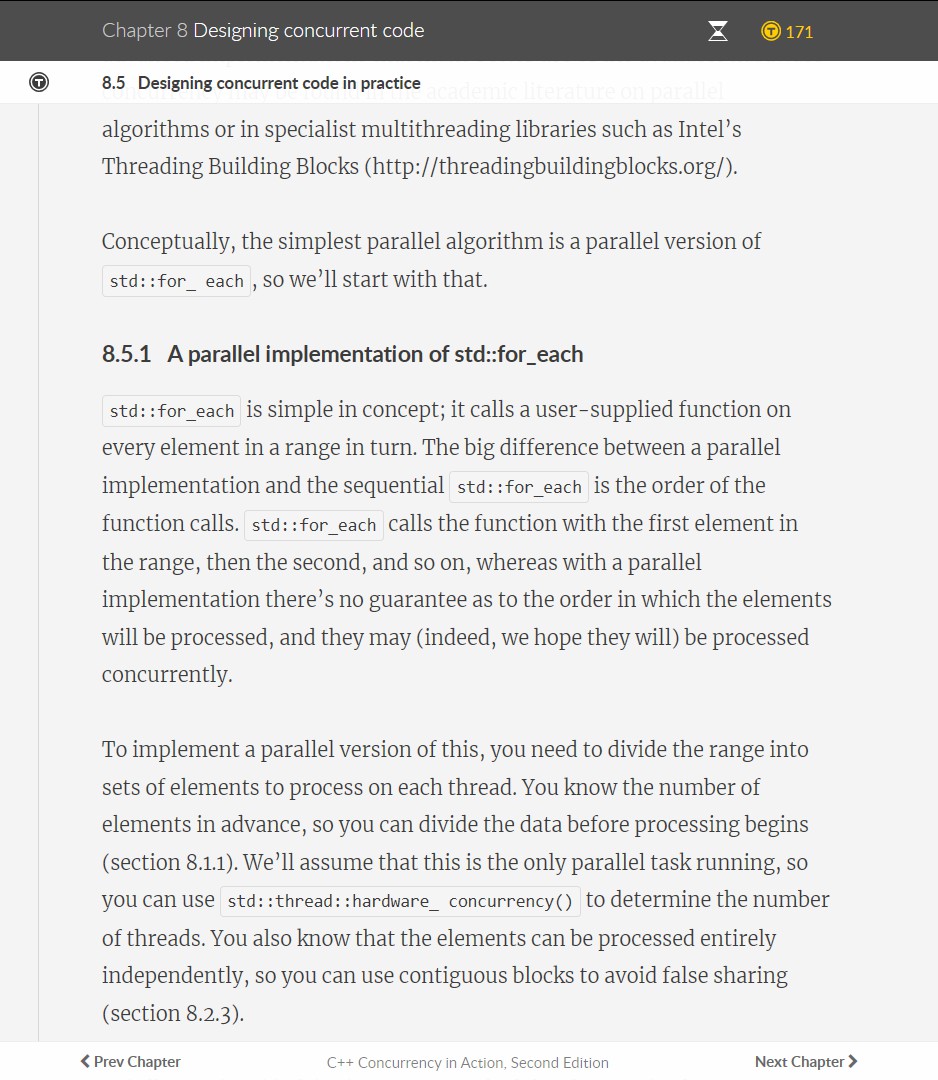 Chapter 8 Designing concurrent code
171
8.5 Designing concurrent code in practice
concurrency may be found in the academic literature on parallel
algorithms or in specialist multithreading libraries such as Intel’s
Threading Building Blocks (http://threadingbuildingblocks.org/).
Conceptually, the simplest parallel algorithm is a parallel version of
std::for_ each , so we’ll start with that.
8.5.1 A parallel implementation of std::for_each
std::for_each is simple in concept; it calls a user-supplied function on
every element in a range in turn. The big difference between a parallel
implementation and the sequential std::for_each is the order of the
function calls. std::for_each calls the function with the first element in
the range, then the second, and so on, whereas with a parallel
implementation there’s no guarantee as to the order in which the elements
will be processed, and they may (indeed, we hope they will) be processed
concurrently.
To implement a parallel version of this, you need to divide the range into
sets of elements to process on each thread. You know the number of
elements in advance, so you can divide the data before processing begins
(section 8.1.1). We’ll assume that this is the only parallel task running, so
you can use std::thread::hardware_ concurrency() to determine the number
of threads. You also know that the elements can be processed entirely
independently, so you can use contiguous blocks to avoid false sharing
(section 8.2.3).
Prev Chapter
C++ Concurrency in Action, Second Edition
Next Chapter